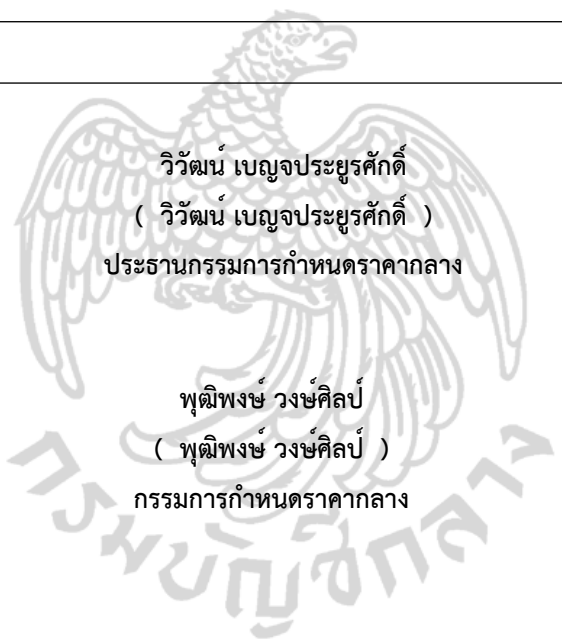 วิวัฒน์ เบญจประยูรศักดิ์
( วิวัฒน์ เบญจประยูรศักดิ์ )
ประธานกรรมการกำหนดราคากลาง
พุฒิพงษ์ วงษ์ศิลป์
( พุฒิพงษ์ วงษ์ศิลป์ )
กรรมการกำหนดราคากลาง
กรมบัญชีกลาง